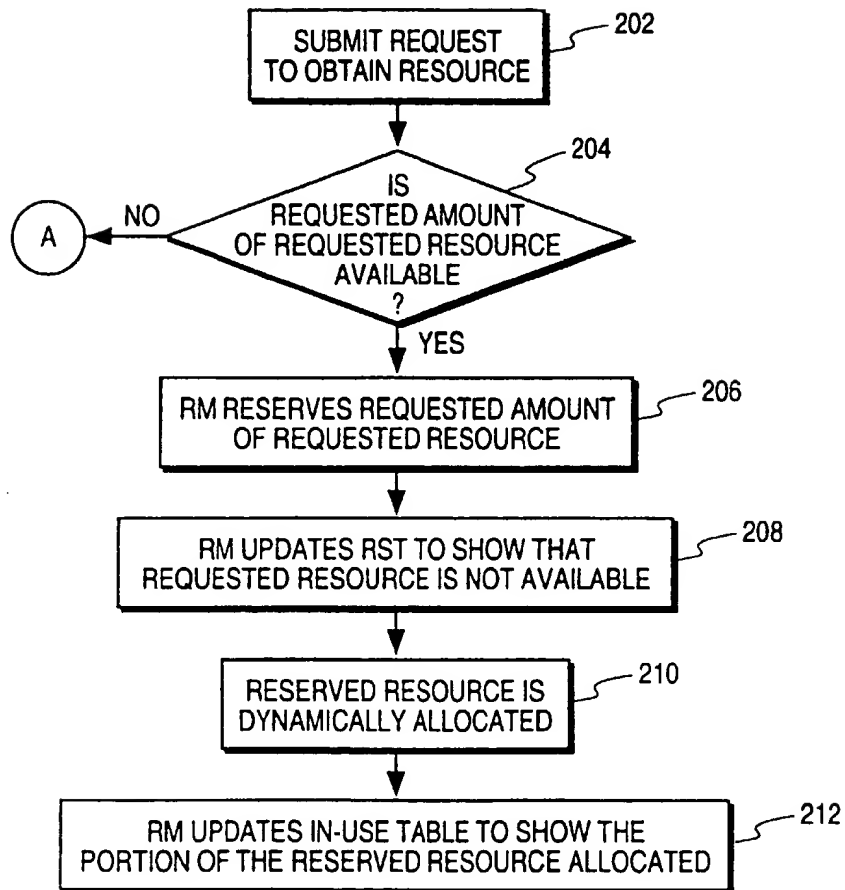 SUBMIT REQUEST
TO OBTAIN RESOURCE
202
IS
REQUESTED AMOUNT
OF REQUESTED RESOURCE
AVAILABLE
?
204
NO
A
YES
RM RESERVES REQUESTED AMOUNT
OF REQUESTED RESOURCE
206
RM UPDATES RST TO SHOW THAT
REQUESTED RESOURCE IS NOT AVAILABLE
208
RESERVED RESOURCE IS
DYNAMICALLY ALLOCATED
210
RM UPDATES IN-USE TABLE TO SHOW THE
PORTION OF THE RESERVED RESOURCE ALLOCATED
212